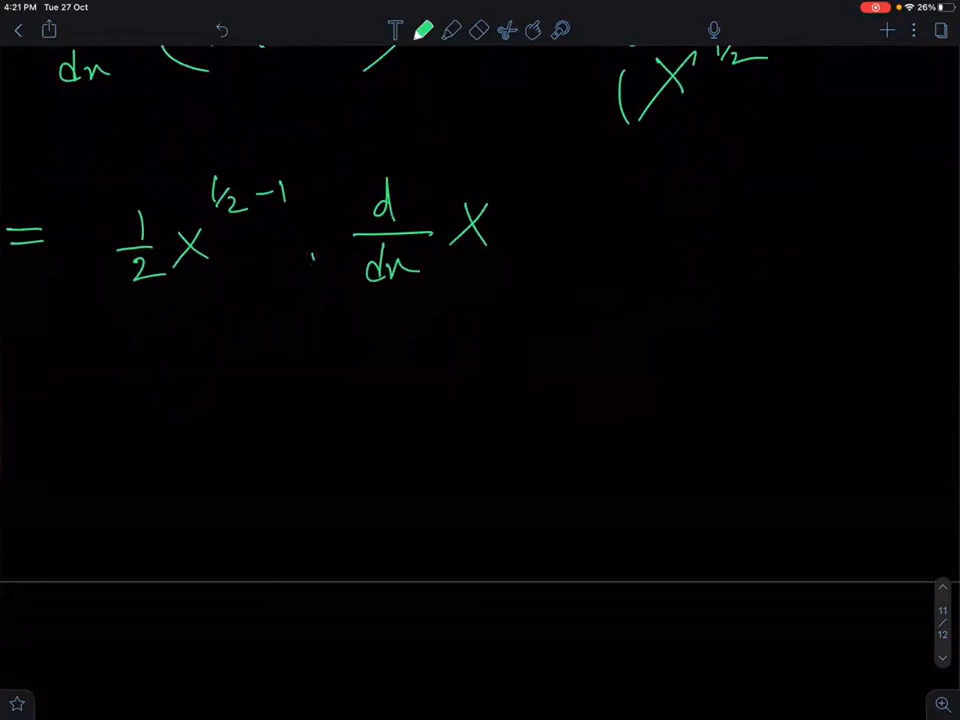 4:21 PM Tue 27 Oct 26%
T
dx
(X^1/2
= 1/2 X^1/2 - 1 . d/dx X
11
/
12